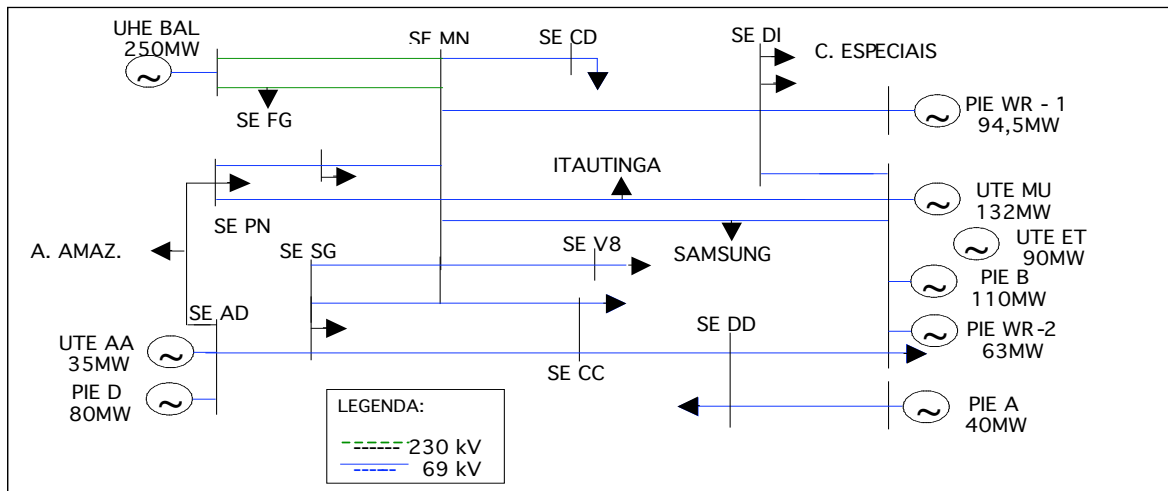 UHE BAL
250MW
SE MN
SE CD
SE DI
C. ESPECIAIS
SE FG
PIE WR - 1
94,5MW
ITAUTINGA
UTE MU
132MW
SE PN
A. AMAZ.
SE SG
SE V8
SAMSUNG
UTE ET
90MW
PIE B
110MW
SE AD
UTE AA
35MW
SE CC
SE DD
PIE WR-2
63MW
PIE D
80MW
LEGENDA:
230 kV
69 kV
PIE A
40MW